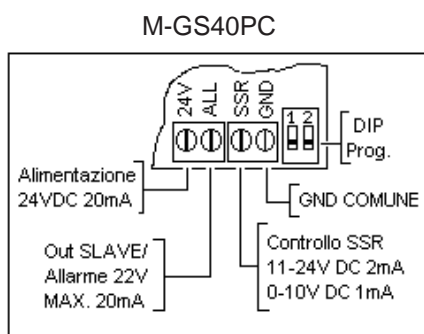 M-GS40PC
24V
ALL
SSR
GND
1 2
DIP
Prog.
Alimentazione
24VDC 20mA
GND COMUNE
Out SLAVE/
Allarme 22V
MAX. 20mA
Controllo SSR
11-24V DC 2mA
0-10V DC 1mA